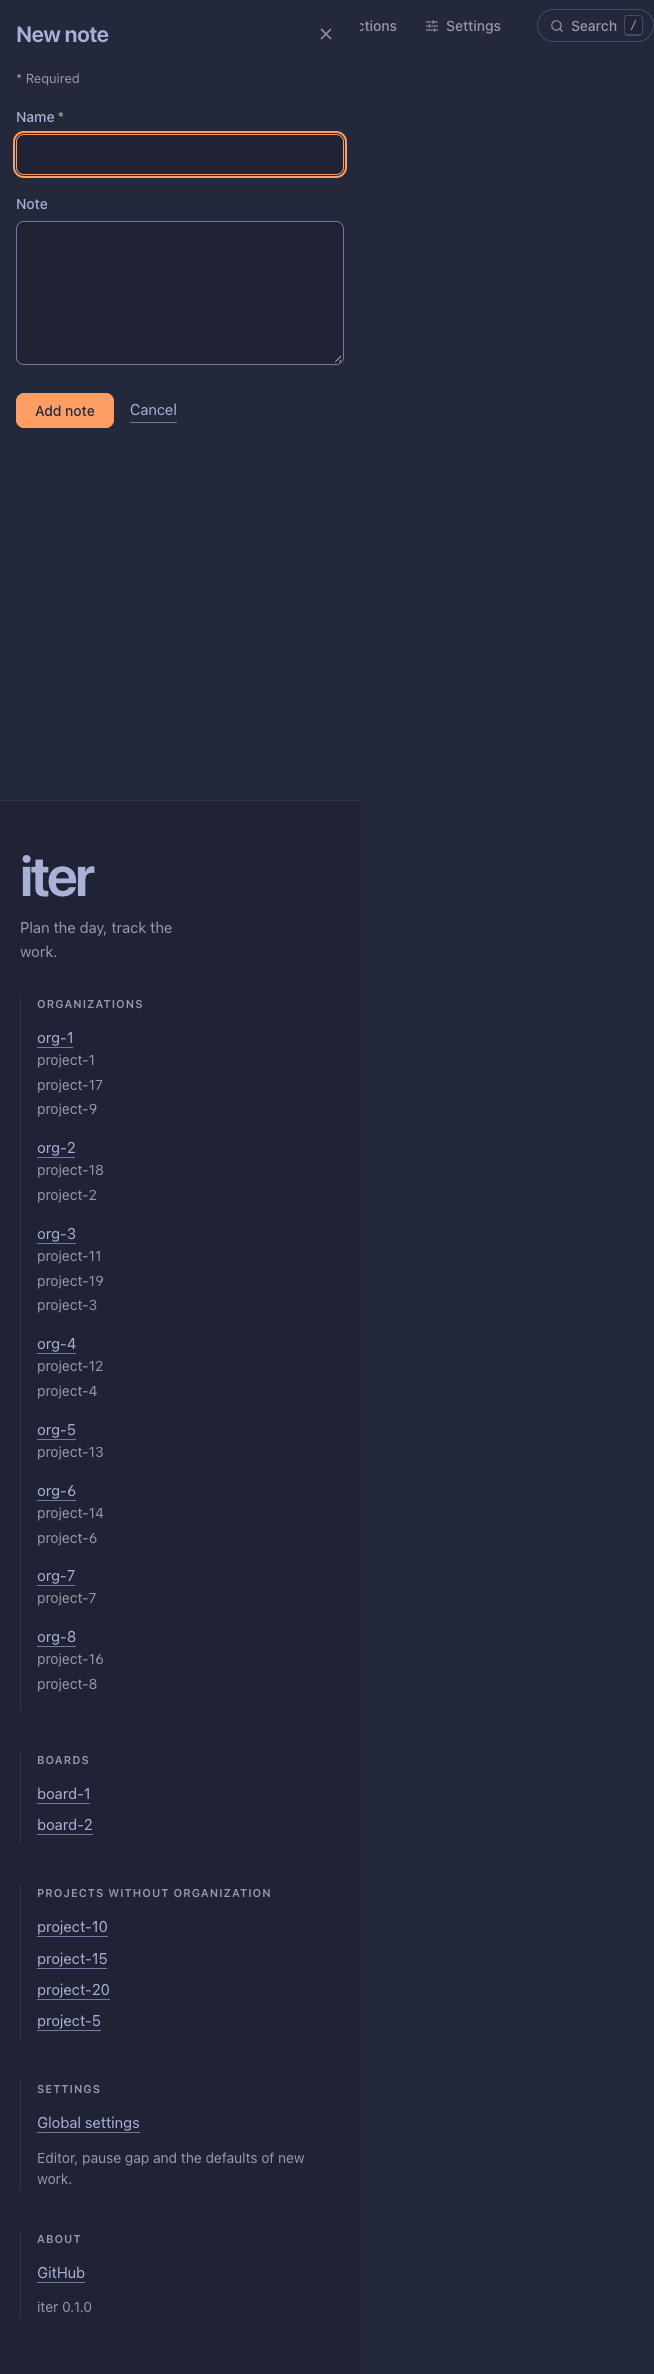 New note
ctions
Settings
Search /
* Required
Name *
Note
Add note
Cancel
iter
Plan the day, track the
work.
ORGANIZATIONS
org-1
project-1
project-17
project-9
org-2
project-18
project-2
org-3
project-11
project-19
project-3
org-4
project-12
project-4
org-5
project-13
org-6
project-14
project-6
org-7
project-7
org-8
project-16
project-8
BOARDS
board-1
board-2
PROJECTS WITHOUT ORGANIZATION
project-10
project-15
project-20
project-5
SETTINGS
Global settings
Editor, pause gap and the defaults of new
work.
ABOUT
GitHub
iter 0.1.0